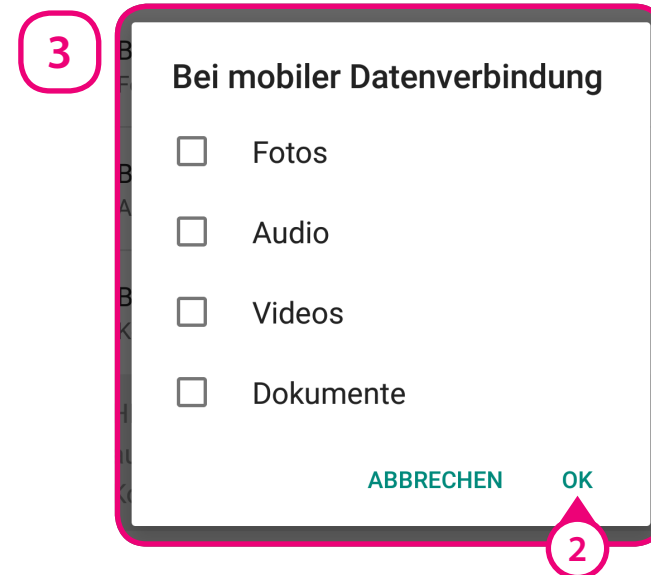 3
Bei mobiler Datenverbindung
Fotos
Audio
Videos
Dokumente
ABBRECHEN OK
2